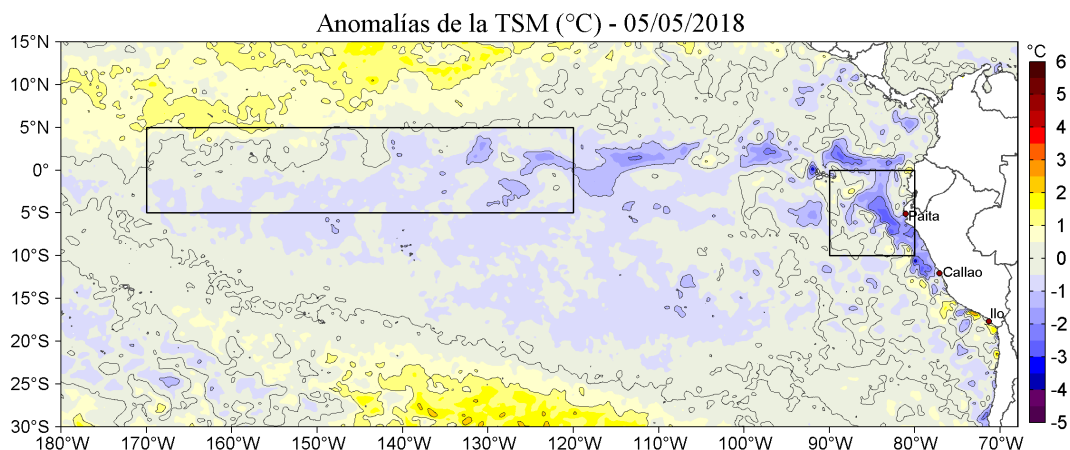 Anomalías de la TSM (°C) - 05/05/2018
15°N
10°N
5°N
0°
5°S
10°S
15°S
20°S
25°S
30°S
180°W
170°W
160°W
150°W
140°W
130°W
120°W
110°W
100°W
90°W
80°W
70°W
Paita
Callao
Ilo
°C
6
5
4
3
2
1
0
-1
-2
-3
-4
-5